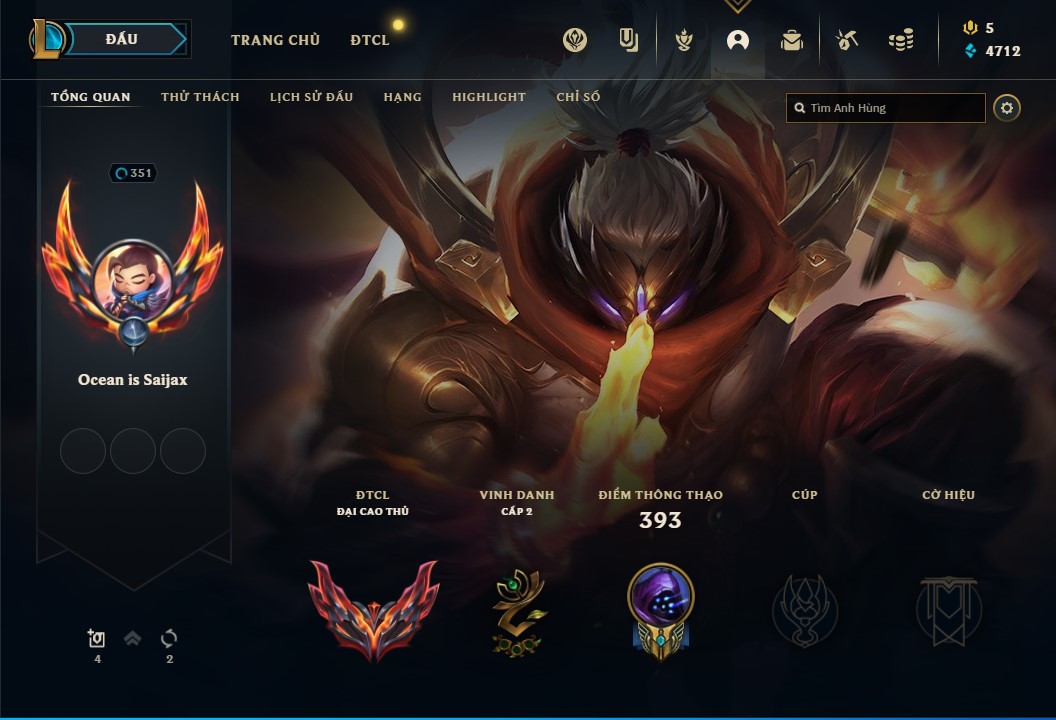 ĐẤU
TRANG CHỦ
ĐTCL
5
4712
TỔNG QUAN
THỬ THÁCH
LỊCH SỬ ĐẤU
HẠNG
HIGHLIGHT
CHỈ SỐ
Tìm Anh Hùng
351
Ocean is Saijax
ĐTCL
ĐẠI CAO THỦ
VINH DANH
CẤP 2
ĐIỂM THÔNG THẠO
393
CÚP
CỜ HIỆU
4
2